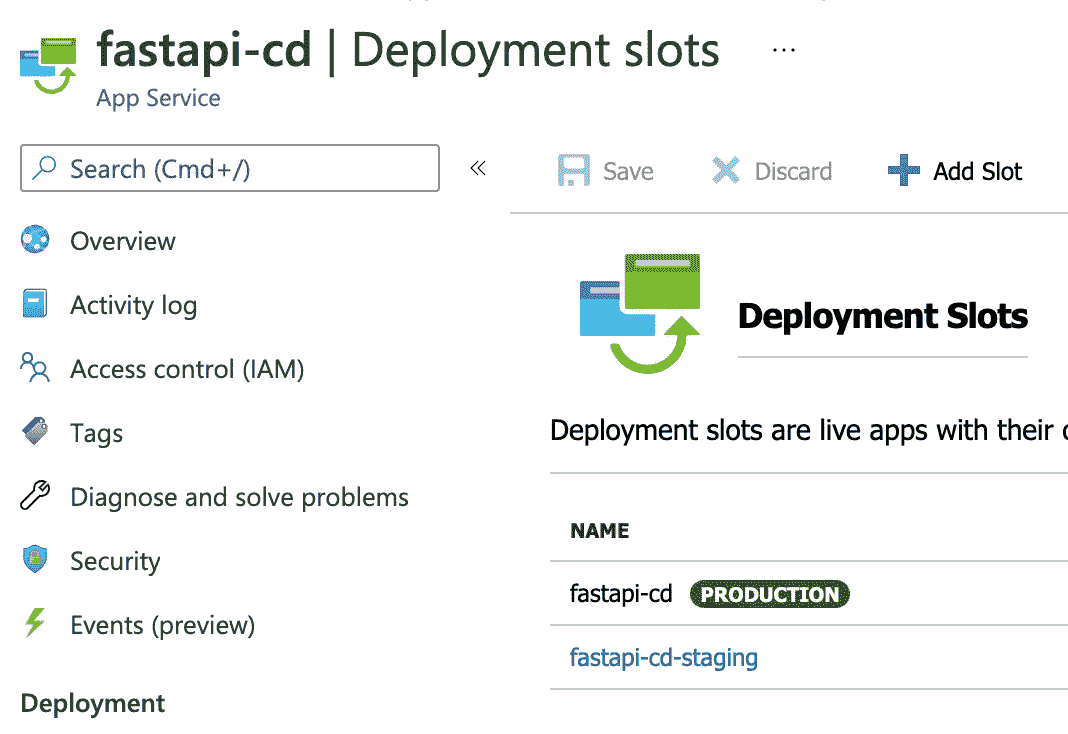 fastapi-cd | Deployment slots ...
App Service
Search (Cmd+/)
«
Save
Discard
Add Slot
Overview
Activity log
Access control (IAM)
Tags
Diagnose and solve problems
Security
Events (preview)
Deployment
Deployment Slots
Deployment slots are live apps with their
NAME
fastapi-cd PRODUCTION
fastapi-cd-staging